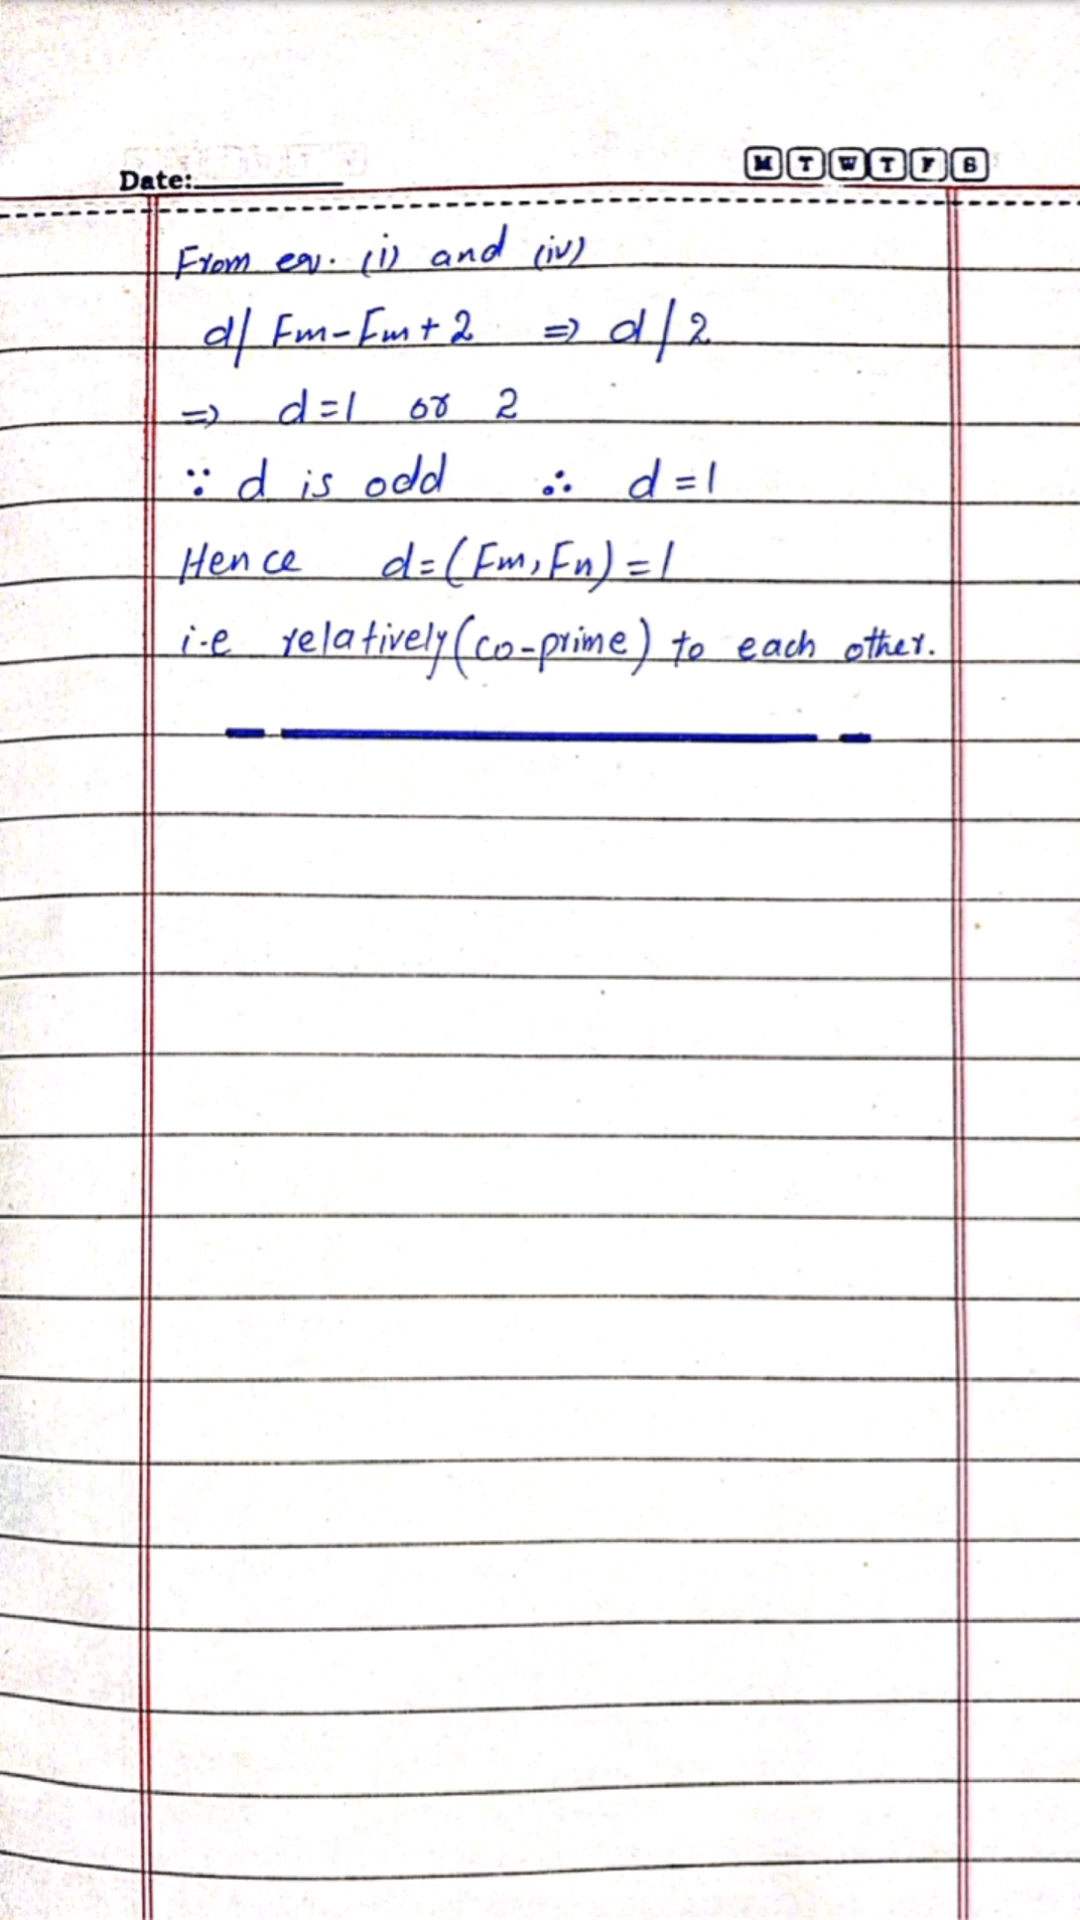 Date:
M T W T F S
From eq. (i) and (iv)
d/ Fm-Fm+2 => d/2
=> d=1 or 2
∵ d is odd ∴ d=1
Hence d=(Fm, Fn)=1
i.e relatively(co-prime) to each other.